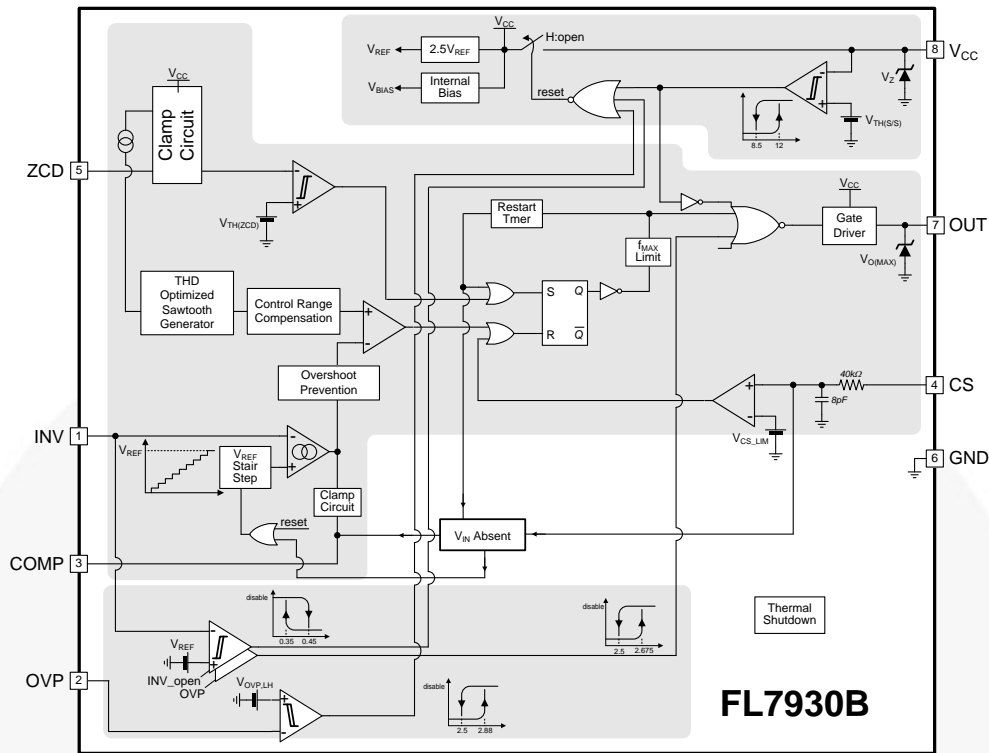 VCC
H:open
VREF
2.5VREF
8
VCC
VBIAS
Internal
Bias
reset
VZ
VTH(S/S)
8.5
12
VCC
Clamp
Circuit
ZCD
5
VTH(ZCD)
Restart
Tmer
VCC
fMAX
Limit
Gate
Driver
7
OUT
VO(MAX)
THD
Optimized
Sawtooth
Generator
Control Range
Compensation
S
Q
R
Q
Overshoot
Prevention
40kΩ
8pF
4
CS
VCS_LIM
INV
1
VREF
VREF
Stair
Step
6
GND
Clamp
Circuit
reset
VIN Absent
COMP
3
disable
0.35
0.45
disable
2.5
2.675
Thermal
Shutdown
VREF
INV_open
OVP
OVP
2
VOVP,LH
disable
2.5
2.88
FL7930B